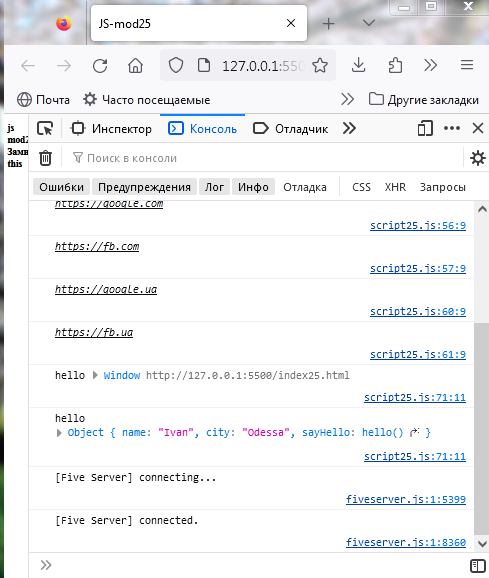 JS-mod25
127.0.0.1:550
Почта
Часто посещаемые
Другие закладки
js
mod2
Зам
this
Инспектор
Консоль
Отладчик
Поиск в консоли
Ошибки
Предупреждения
Лог
Инфо
Отладка
CSS
XHR
Запросы
https://google.com
script25.js:56:9
https://fb.com
script25.js:57:9
https://google.ua
script25.js:60:9
https://fb.ua
script25.js:61:9
hello Window http://127.0.0.1:5500/index25.html
script25.js:71:11
hello
Object { name: "Ivan", city: "Odessa", sayHello: hello() }
script25.js:71:11
[Five Server] connecting...
fiveserver.js:1:5399
[Five Server] connected.
fiveserver.js:1:8360